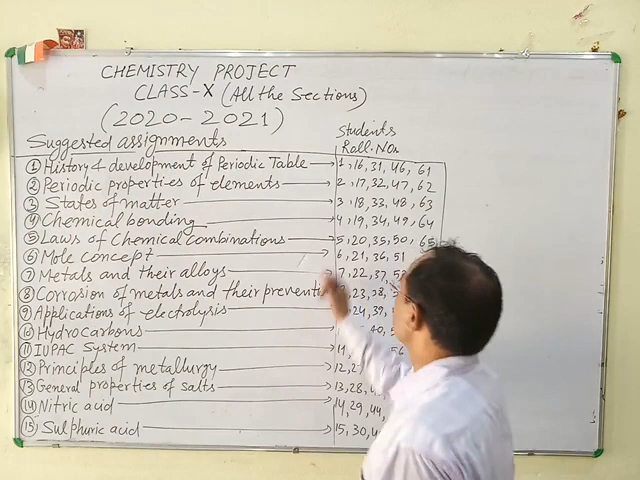 CHEMISTRY PROJECT
CLASS-X (All the Sections)
(2020-2021)
Suggested assignments
Students
Roll. Nos
① History & development of Periodic Table → 1, 16, 31, 46, 61
② Periodic properties of elements → 2, 17, 32, 47, 62
③ States of matter → 3, 18, 33, 48, 63
④ Chemical bonding → 4, 19, 34, 49, 64
⑤ Laws of Chemical combinations → 5, 20, 35, 50, 65
⑥ Mole concept → 6, 21, 36, 51
⑦ Metals and their alloys → 7, 22, 37,
⑧ Corrosion of metals and their 23, 38,
⑨ Applications of electrolysis 24, 39,
⑩ Hydrocarbons 40,
⑪ IUPAC System → 11,
⑫ Principles of metallurgy → 12,
⑬ General properties of salts → 13, 28,
⑭ Nitric acid → 14, 29, 44,
⑮ Sulphuric acid → 15, 30,